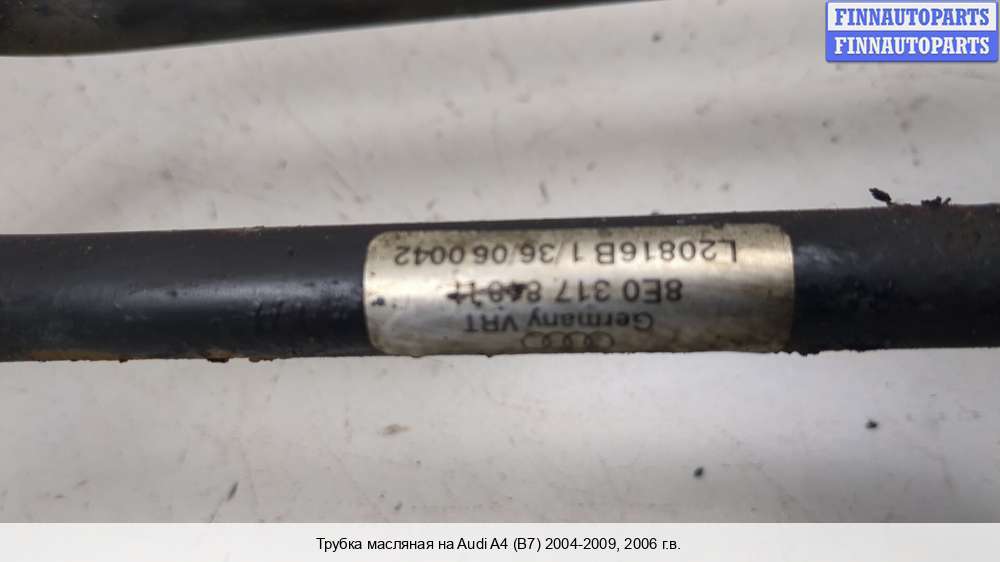 FINNAUTOPARTS
FINNAUTOPARTS
Germany VRT
8E0 317
L20816B 1/36/06 0042
Трубка масляная на Audi A4 (B7) 2004-2009, 2006 г.в.